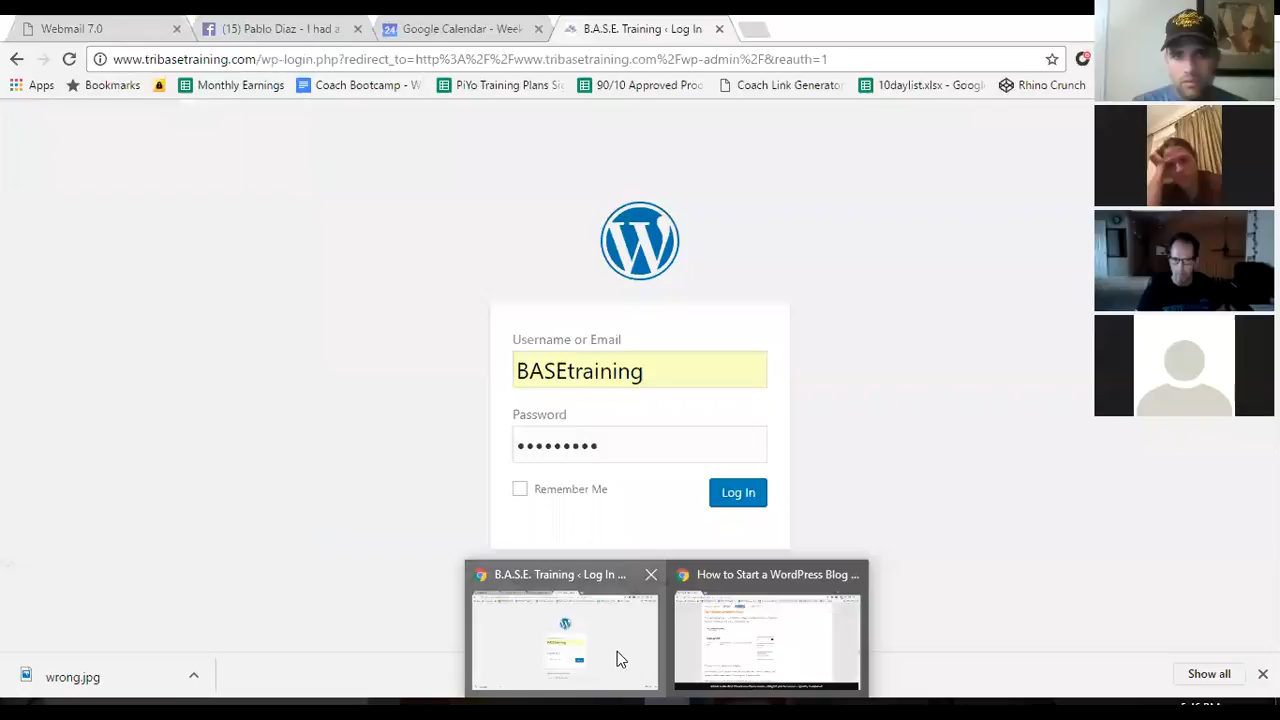 Webmail 7.0
(15) Pablo Diaz - I had a
24 Google Calendar - Week
B.A.S.E. Training ‹ Log In
www.tribasetraining.com/wp-login.php?redirect_to=http%3A%2F%2Fwww.tribasetraining.com%2Fwp-admin%2F&reauth=1
Apps Bookmarks Monthly Earnings Coach Bootcamp - W PiYo Training Plans Sig 90/10 Approved Proc Coach Link Generator 10daylist.xlsx - Googl Rhino Crunch
W
Username or Email
BASEtraining
Password
Remember Me
Log In
B.A.S.E. Training ‹ Log In ...
How to Start a WordPress Blog ...
wrong.jpg
Show all